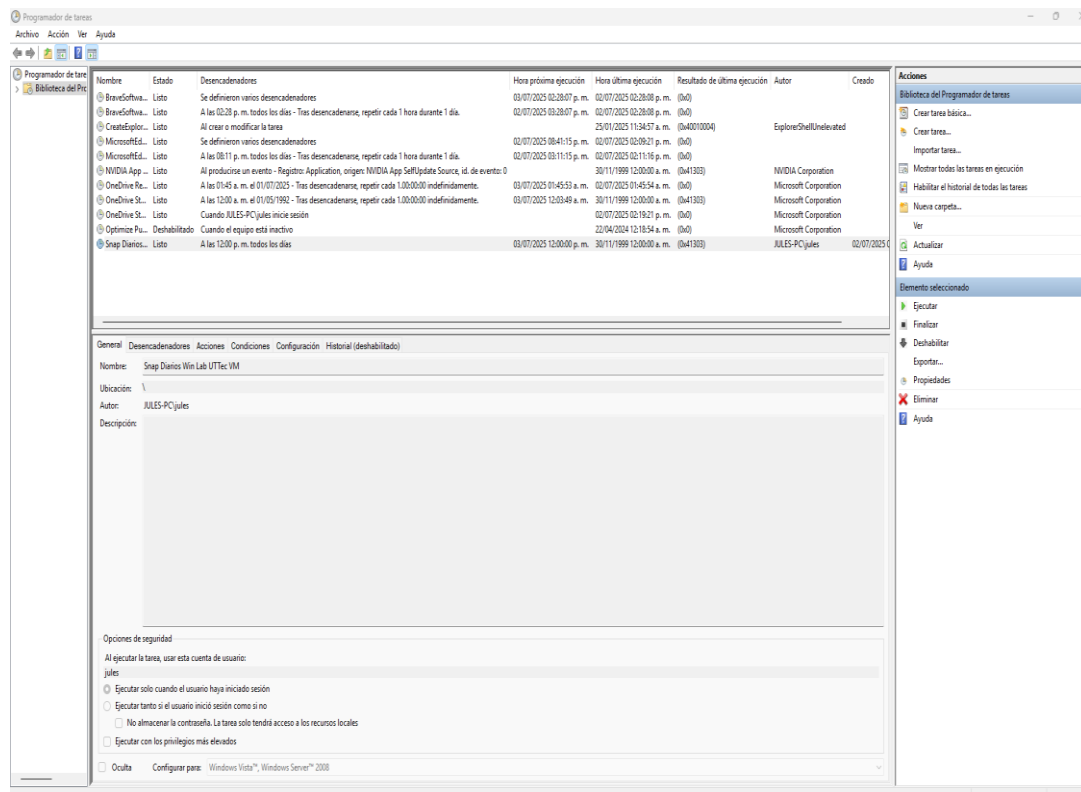 Programador de tareas
Archivo Acción Ver Ayuda
Programador de tare
Biblioteca del Prc
Nombre Estado Desencadenadores Hora próxima ejecución Hora última ejecución Resultado de última ejecución Autor Creado
BraveSoftwa... Listo Se definieron varios desencadenadores 03/07/2025 02:28:07 p. m. 02/07/2025 02:28:08 p. m. (0x0)
BraveSoftwa... Listo A las 02:28 p. m. todos los días - Tras desencadenarse, repetir cada 1 hora durante 1 día. 02/07/2025 03:28:07 p. m. 02/07/2025 02:28:08 p. m. (0x0)
CreateExplor... Listo Al crear o modificar la tarea 25/01/2025 11:34:57 a. m. (0x40010004) ExplorerShellUnelevated
MicrosoftEd... Listo Se definieron varios desencadenadores 02/07/2025 08:41:15 p. m. 02/07/2025 02:09:21 p. m. (0x0)
MicrosoftEd... Listo A las 08:11 p. m. todos los días - Tras desencadenarse, repetir cada 1 hora durante 1 día. 02/07/2025 03:11:15 p. m. 02/07/2025 02:11:16 p. m. (0x0)
NVIDIA App ... Listo Al producirse un evento - Registro: Application, origen: NVIDIA App SelfUpdate Source, id. de evento: 0 30/11/1999 12:00:00 a. m. (0x41303) NVIDIA Corporation
OneDrive Re... Listo A las 01:45 a. m. el 01/07/2025 - Tras desencadenarse, repetir cada 1.00:00:00 indefinidamente. 03/07/2025 01:45:53 a. m. 02/07/2025 01:45:54 a. m. (0x0) Microsoft Corporation
OneDrive St... Listo A las 12:00 a. m. el 01/05/1992 - Tras desencadenarse, repetir cada 1.00:00:00 indefinidamente. 03/07/2025 12:03:49 a. m. 30/11/1999 12:00:00 a. m. (0x41303) Microsoft Corporation
OneDrive St... Listo Cuando JULES-PC\jules inicie sesión 02/07/2025 02:19:21 p. m. (0x0) Microsoft Corporation
Optimize Pu... Deshabilitado Cuando el equipo está inactivo 22/04/2024 12:18:54 a. m. (0x0) Microsoft Corporation
Snap Diarios... Listo A las 12:00 p. m. todos los días 03/07/2025 12:00:00 p. m. 30/11/1999 12:00:00 a. m. (0x41303) JULES-PC\jules 02/07/2025 0
General Desencadenadores Acciones Condiciones Configuración Historial (deshabilitado)
Nombre: Snap Diarios Win Lab UTTec VM
Ubicación: \
Autor: JULES-PC\jules
Descripción:
Opciones de seguridad
Al ejecutar la tarea, usar esta cuenta de usuario:
jules
Ejecutar solo cuando el usuario haya iniciado sesión
Ejecutar tanto si el usuario inició sesión como si no
No almacenar la contraseña. La tarea solo tendrá acceso a los recursos locales
Ejecutar con los privilegios más elevados
Oculta Configurar para: Windows Vista™, Windows Server™ 2008
Acciones
Biblioteca del Programador de tareas
Crear tarea básica...
Crear tarea...
Importar tarea...
Mostrar todas las tareas en ejecución
Habilitar el historial de todas las tareas
Nueva carpeta...
Ver
Actualizar
Ayuda
Elemento seleccionado
Ejecutar
Finalizar
Deshabilitar
Exportar...
Propiedades
Eliminar
Ayuda